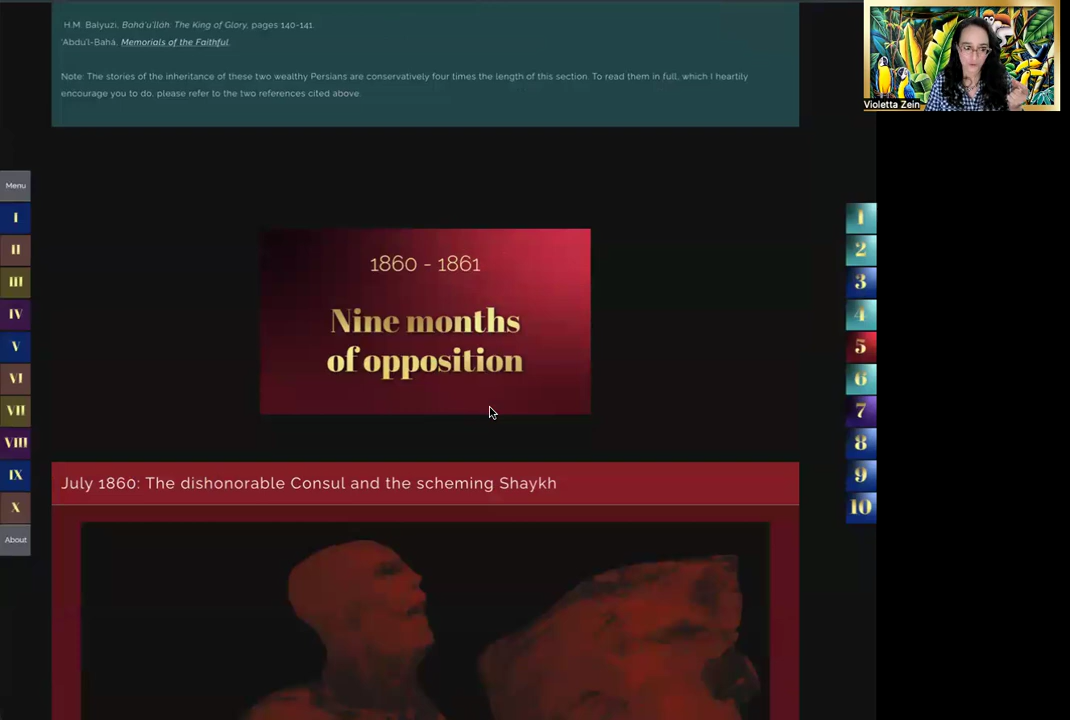 H.M. Balyuzi, Bahá'u'lláh: The King of Glory, pages 140-141.
'Abdu'l-Bahá, Memorials of the Faithful.
Note: The stories of the inheritance of these two wealthy Persians are conservatively four times the length of this section. To read them in full, which I heartily
encourage you to do, please refer to the two references cited above.
Violetta Zein
Menu
I
II
III
IV
V
VI
VII
VIII
IX
X
About
1860 - 1861
Nine months
of opposition
1
2
3
4
5
6
7
8
9
10
July 1860: The dishonorable Consul and the scheming Shaykh